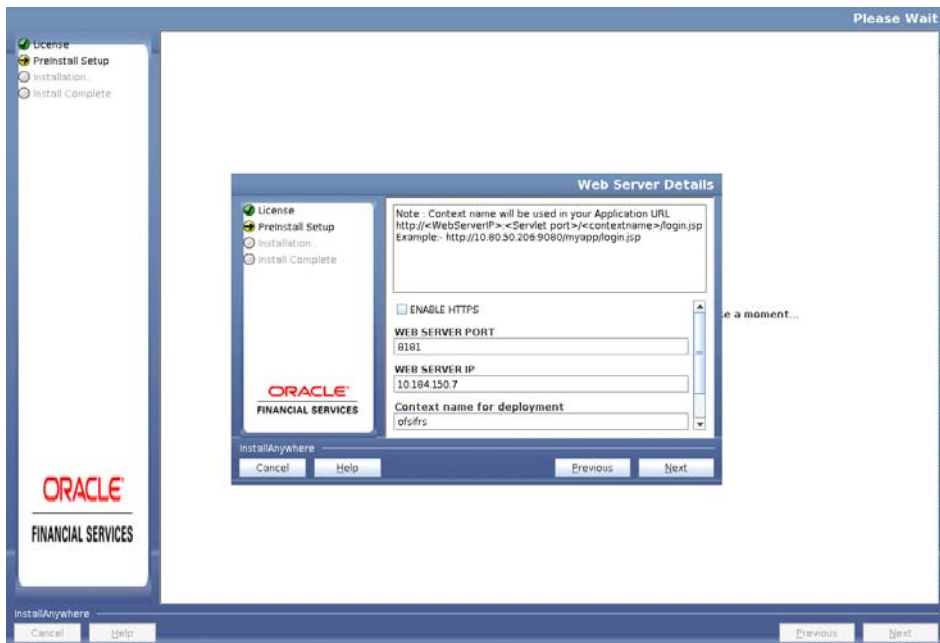 Please Wait
License
PreInstall Setup
Installation..
Install Complete
Web Server Details
License
PreInstall Setup
Installation..
Install Complete
Note : Context name will be used in your Application URL
http://<WebServerIP>:<Servlet port>/<contextname>/login.jsp
Example:- http://10.80.50.206:9080/myapp/login.jsp
ENABLE HTTPS
WEB SERVER PORT
8181
WEB SERVER IP
10.184.150.7
Context name for deployment
ofsifrs
ORACLE
FINANCIAL SERVICES
InstallAnywhere
Cancel
Help
Previous
Next
a moment...
ORACLE
FINANCIAL SERVICES
InstallAnywhere
Cancel
Help
Previous
Next